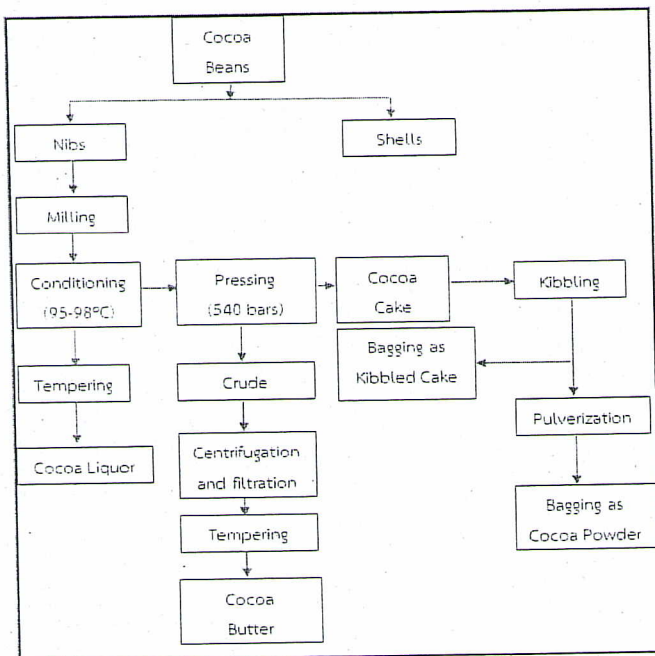 Cocoa
Beans
Nibs
Shells
Milling
Conditioning
(95-98ºC)
Pressing
(540 bars)
Cocoa
Cake
Kibbling
Bagging as
Kibbled Cake
Tempering
Crude
Pulverization
Cocoa Liquor
Centrifugation
and filtration
Bagging as
Cocoa Powder
Tempering
Cocoa
Butter